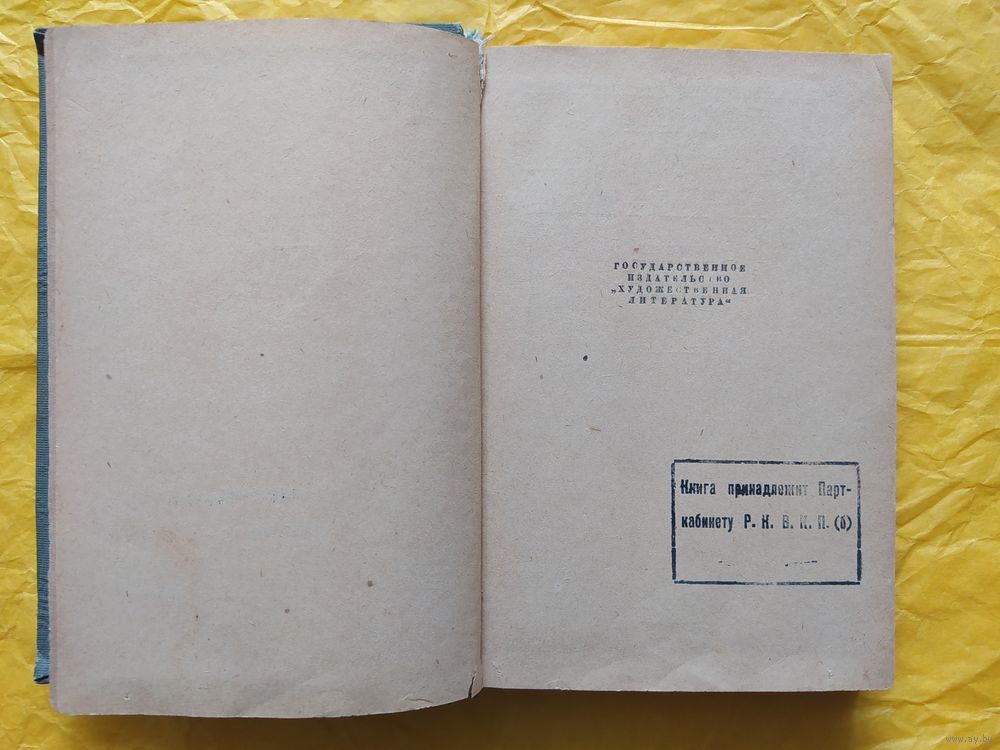 ГОСУДАРСТВЕННОЕ
ИЗДАТЕЛЬСТВО
„ХУДОЖЕСТВЕННАЯ
ЛИТЕРАТУРА“
Книга принадлежит Парт-
кабинету Р. К. В. К. П. (б)
www.ay.by